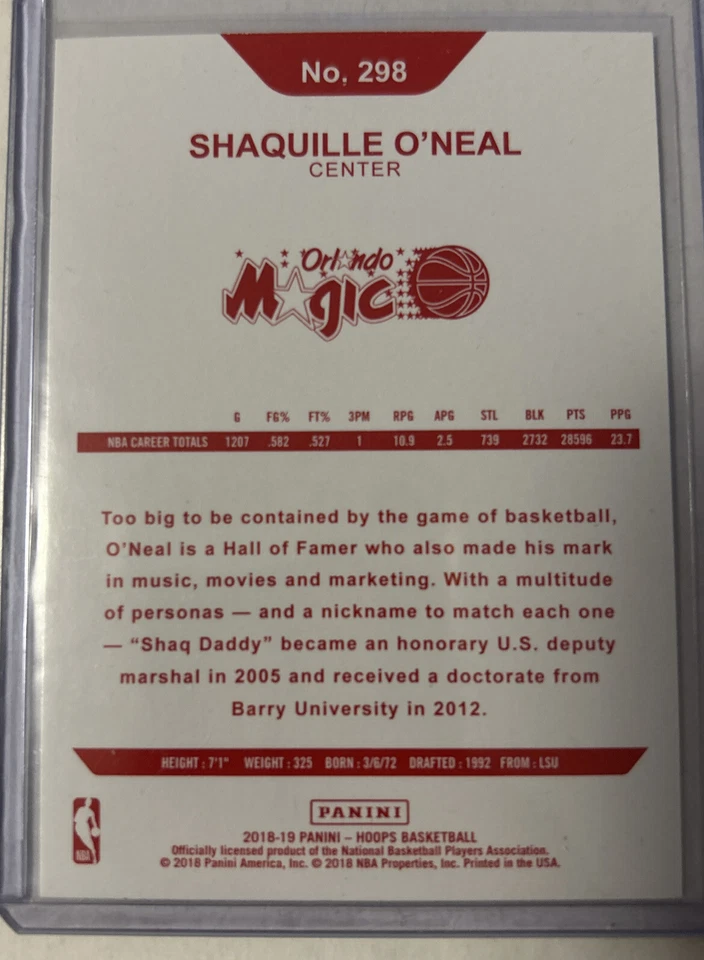 No. 298
SHAQUILLE O'NEAL
CENTER
Orlando
Magic
G FG% FT% 3PM RPG APG STL BLK PTS PPG
NBA CAREER TOTALS 1207 .582 .527 1 10.9 2.5 739 2732 28596 23.7
Too big to be contained by the game of basketball,
O'Neal is a Hall of Famer who also made his mark
in music, movies and marketing. With a multitude
of personas — and a nickname to match each one
— “Shaq Daddy” became an honorary U.S. deputy
marshal in 2005 and received a doctorate from
Barry University in 2012.
HEIGHT : 7'1" WEIGHT : 325 BORN : 3/6/72 DRAFTED : 1992 FROM : LSU
PANINI
NBA
2018-19 PANINI – HOOPS BASKETBALL
Officially licensed product of the National Basketball Players Association.
© 2018 Panini America, Inc. © 2018 NBA Properties, Inc. Printed in the USA.